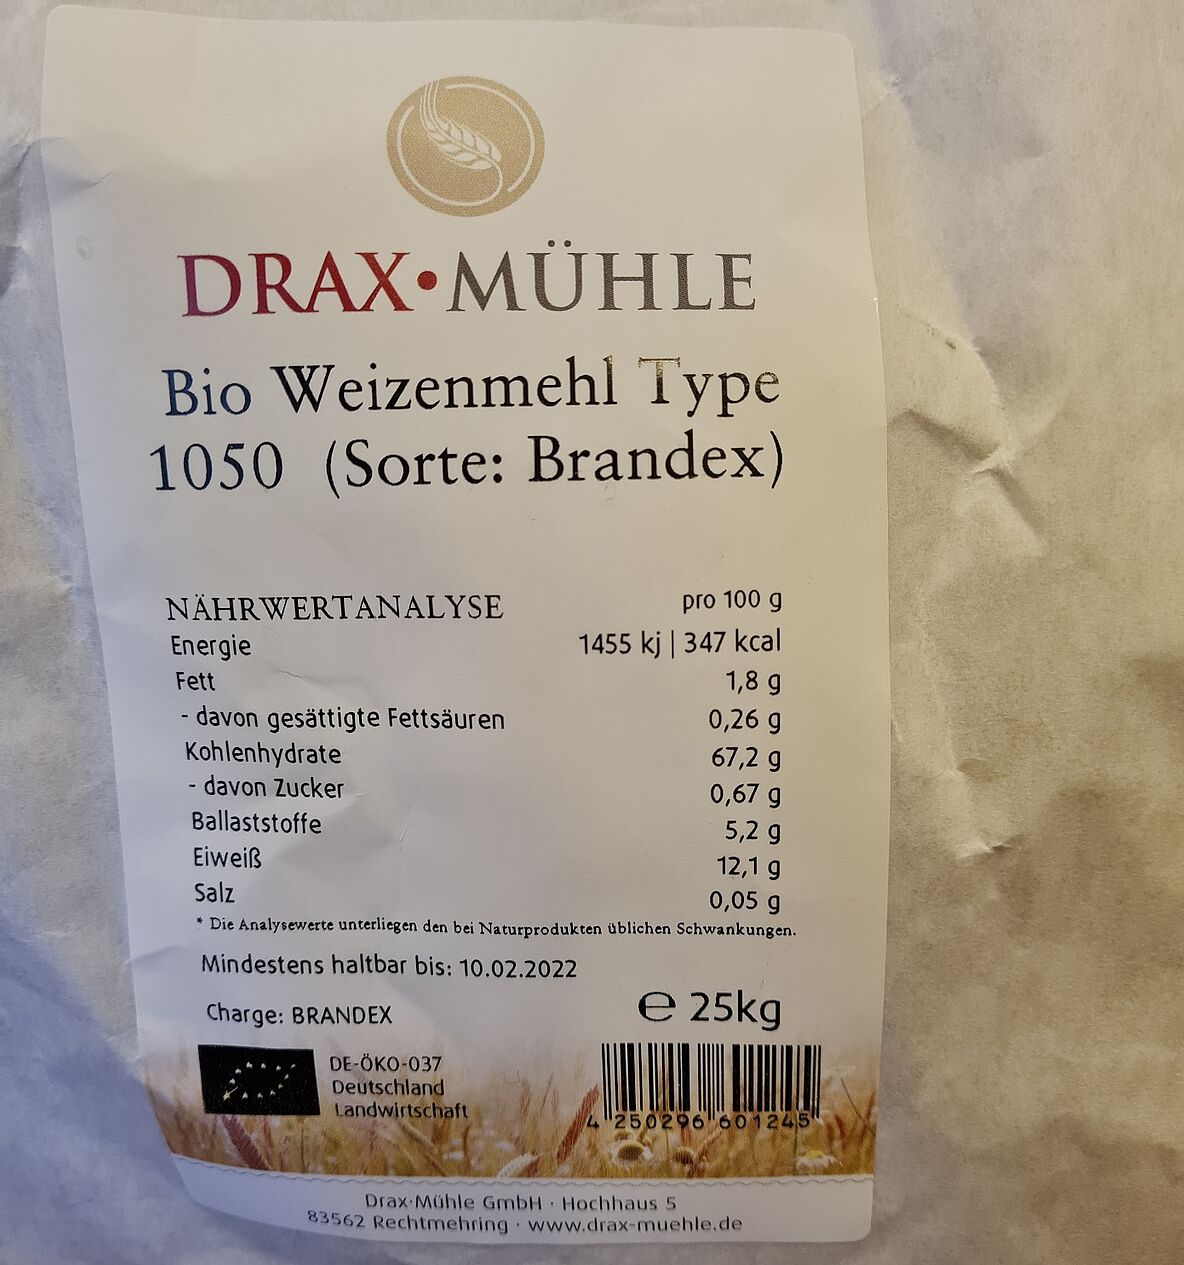 DRAX·MÜHLE
Bio Weizenmehl Type
1050 (Sorte: Brandex)
NÄHRWERTANALYSE pro 100 g
Energie 1455 kj | 347 kcal
Fett 1,8 g
- davon gesättigte Fettsäuren 0,26 g
Kohlenhydrate 67,2 g
- davon Zucker 0,67 g
Ballaststoffe 5,2 g
Eiweiß 12,1 g
Salz 0,05 g
* Die Analysewerte unterliegen den bei Naturprodukten üblichen Schwankungen.
Mindestens haltbar bis: 10.02.2022
Charge: BRANDEX ℮ 25kg
DE-ÖKO-037
Deutschland
Landwirtschaft
4 250296 601245
Drax·Mühle GmbH · Hochhaus 5
83562 Rechtmehring · www.drax-muehle.de